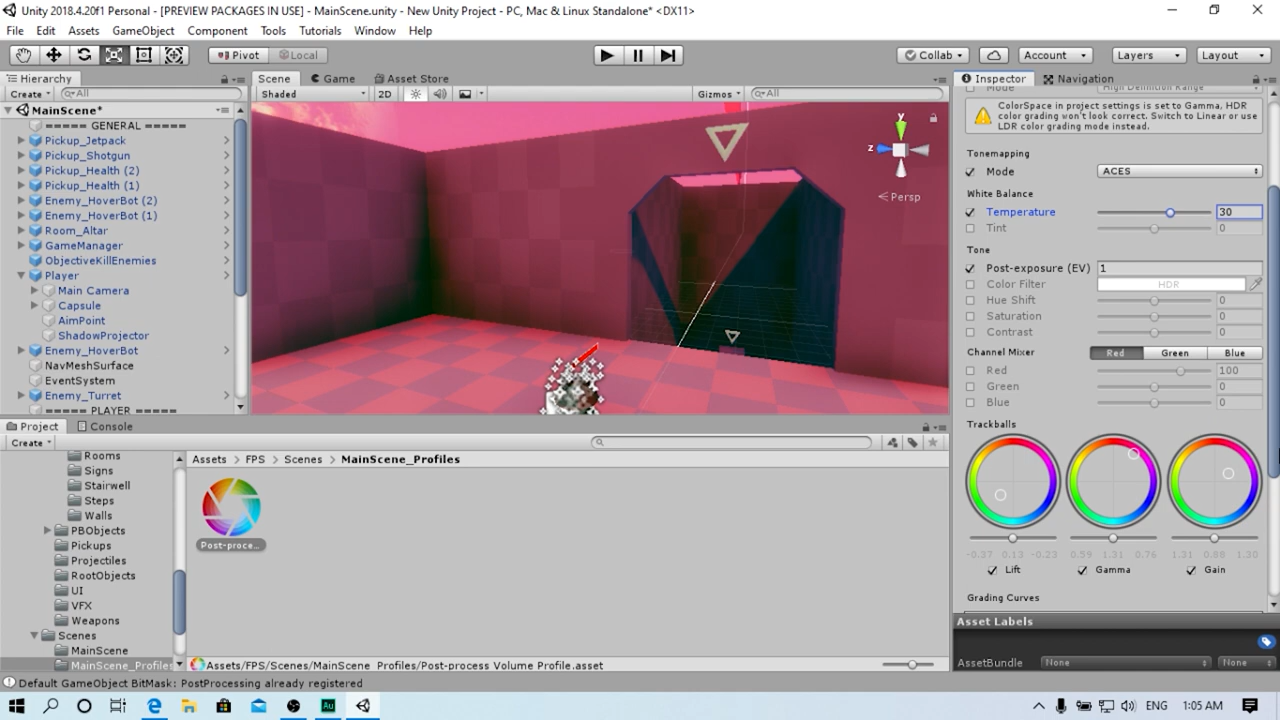 Unity 2018.4.20f1 Personal - [PREVIEW PACKAGES IN USE] - MainScene.unity - New Unity Project - PC, Mac & Linux Standalone* <DX11>
File Edit Assets GameObject Component Tools Tutorials Window Help
Pivot Local Collab Account Layers Layout
Hierarchy
Create All
MainScene*
===== GENERAL =====
Pickup_Jetpack
Pickup_Shotgun
Pickup_Health (2)
Pickup_Health (1)
Enemy_HoverBot (2)
Enemy_HoverBot (1)
Room_Altar
GameManager
ObjectiveKillEnemies
Player
Main Camera
Capsule
AimPoint
ShadowProjector
Enemy_HoverBot
NavMeshSurface
EventSystem
Enemy_Turret
===== PLAYER =====
Scene Game Asset Store
Shaded 2D Gizmos All
y
z
Persp
Inspector Navigation
Mode High Definition Range
ColorSpace in project settings is set to Gamma, HDR
color grading won't look correct. Switch to Linear or use
LDR color grading mode instead.
Tonemapping
Mode ACES
White Balance
Temperature 30
Tint 0
Tone
Post-exposure (EV) 1
Color Filter HDR
Hue Shift 0
Saturation 0
Contrast 0
Channel Mixer Red Green Blue
Red 100
Green 0
Blue 0
Trackballs
-0.37 0.13 -0.23 0.59 1.31 0.76 1.31 0.88 1.30
Lift Gamma Gain
Grading Curves
Asset Labels
AssetBundle None None
Project Console
Create
Rooms
Signs
Stairwell
Steps
Walls
PBObjects
Pickups
Projectiles
RootObjects
UI
VFX
Weapons
Scenes
MainScene
MainScene_Profiles
Assets > FPS > Scenes > MainScene_Profiles
Post-proce...
Assets/FPS/Scenes/MainScene_Profiles/Post-process Volume Profile.asset
Default GameObject BitMask: PostProcessing already registered
Au
ENG 1:05 AM